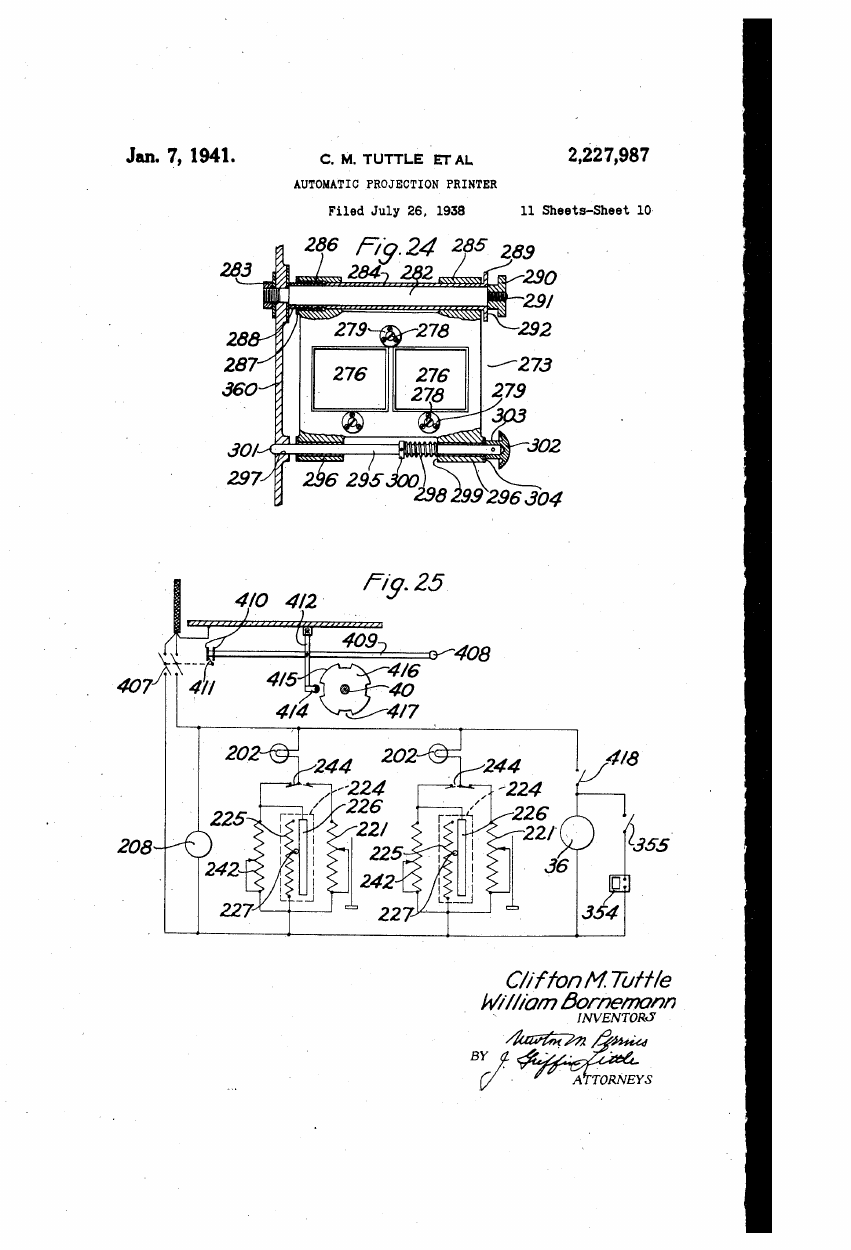 Jan. 7, 1941. C. M. TUTTLE ET AL 2,227,987
AUTOMATIC PROJECTION PRINTER
Filed July 26, 1938 11 Sheets-Sheet 10
Fig. 24
286 285 289
283 284 282 290
291
288 279 278 292
287 273
360 276 276 279
278 303
301 302
297 296 295 300 298 299 296 304
Fig. 25
410 412
409 408
407 411 415 416
40
414 417
202 202 418
244 244
224 224
225 226 226
221 221
208 225 355
242 242 36
227 227 354
Clifton M. Tuttle
William Bornemann
INVENTORS
Newton M. Perrins
BY J. Griffin Little
ATTORNEYS